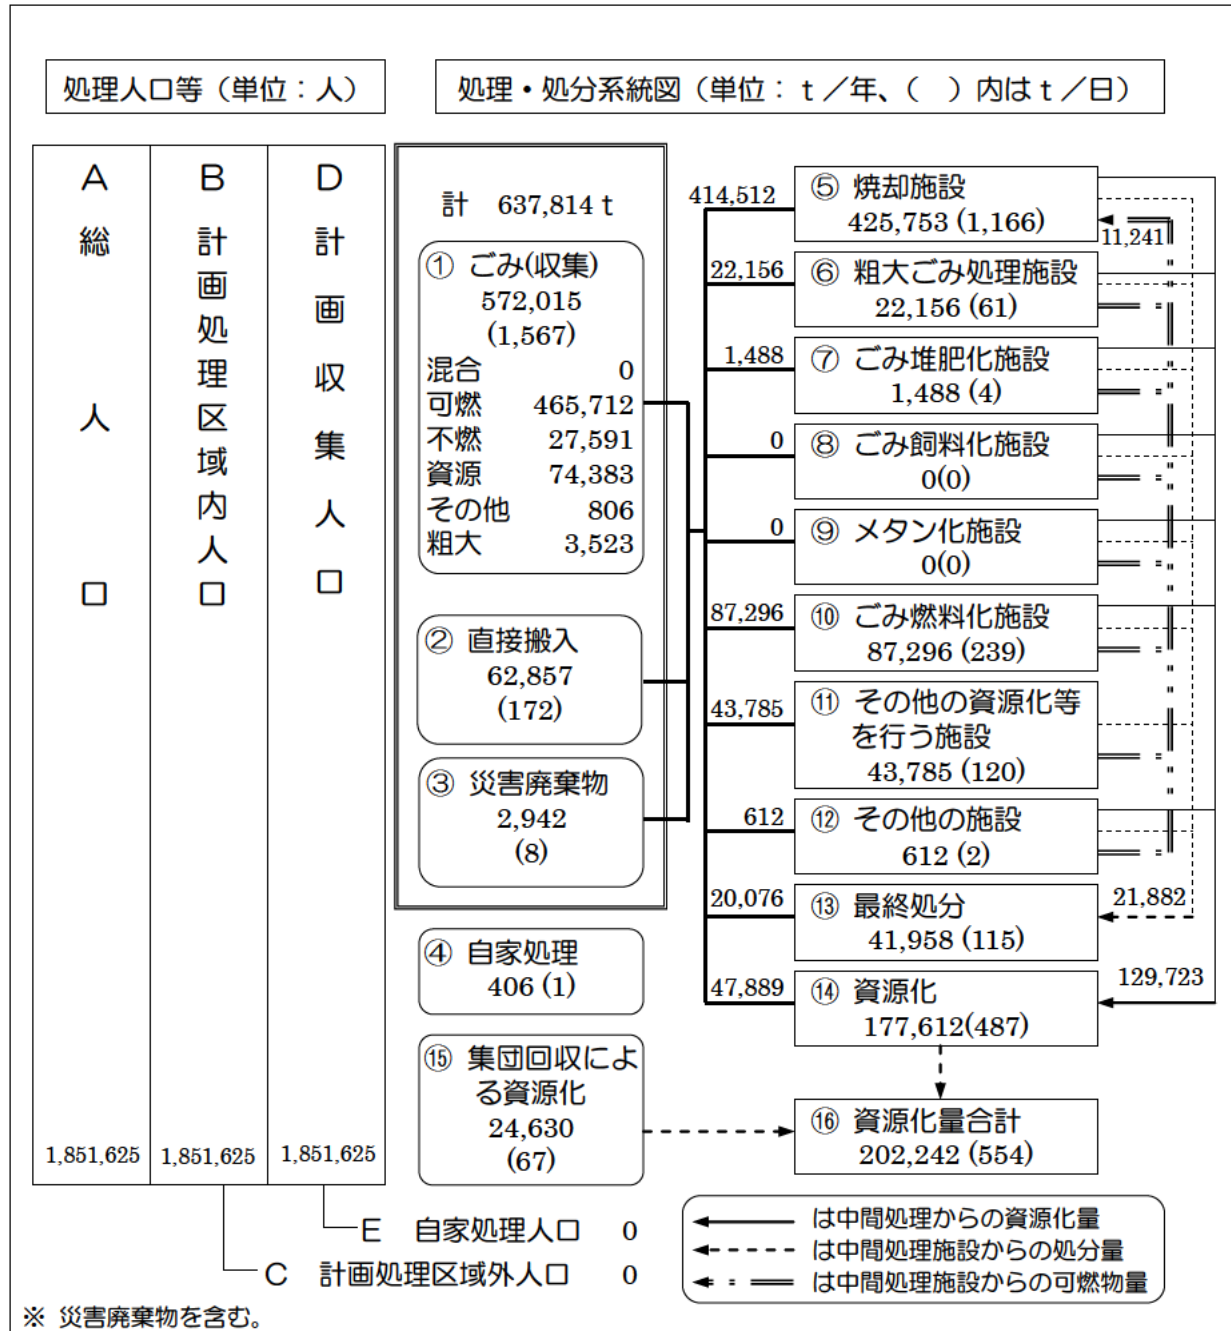 処理人口等（単位：人）
処理・処分系統図（単位：ｔ／年、（　）内はｔ／日）
A 総人口
1,851,625
B 計画処理区域内人口
1,851,625
D 計画収集人口
1,851,625
E 自家処理人口 0
C 計画処理区域外人口 0
計 637,814 t
① ごみ(収集)
572,015
(1,567)
混合 0
可燃 465,712
不燃 27,591
資源 74,383
その他 806
粗大 3,523
② 直接搬入
62,857
(172)
③ 災害廃棄物
2,942
(8)
④ 自家処理
406 (1)
⑮ 集団回収によ
る資源化
24,630
(67)
414,512
⑤ 焼却施設
425,753 (1,166)
11,241
22,156
⑥ 粗大ごみ処理施設
22,156 (61)
1,488
⑦ ごみ堆肥化施設
1,488 (4)
0
⑧ ごみ飼料化施設
0(0)
0
⑨ メタン化施設
0(0)
87,296
⑩ ごみ燃料化施設
87,296 (239)
43,785
⑪ その他の資源化等
を行う施設
43,785 (120)
612
⑫ その他の施設
612 (2)
20,076
⑬ 最終処分
41,958 (115)
21,882
47,889
⑭ 資源化
177,612(487)
129,723
⑯ 資源化量合計
202,242 (554)
は中間処理からの資源化量
は中間処理施設からの処分量
は中間処理施設からの可燃物量
※ 災害廃棄物を含む。